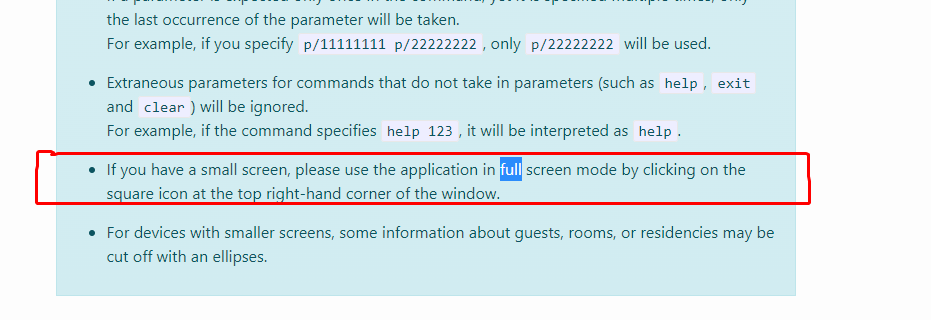 the last occurrence of the parameter will be taken.
For example, if you specify p/11111111 p/22222222 , only p/22222222 will be used.
Extraneous parameters for commands that do not take in parameters (such as help , exit
and clear ) will be ignored.
For example, if the command specifies help 123 , it will be interpreted as help .
If you have a small screen, please use the application in full screen mode by clicking on the
square icon at the top right-hand corner of the window.
For devices with smaller screens, some information about guests, rooms, or residencies may be
cut off with an ellipses.